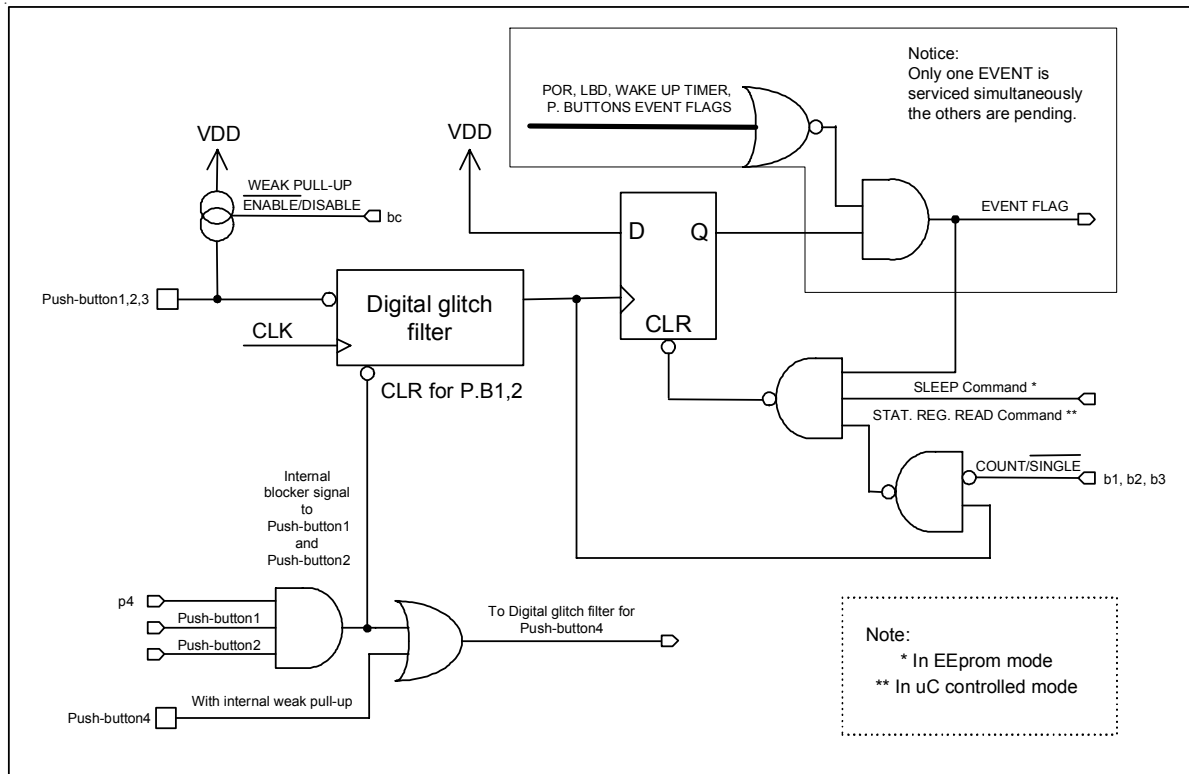 Notice:
Only one EVENT is
serviced simultaneously
the others are pending.
POR, LBD, WAKE UP TIMER,
P. BUTTONS EVENT FLAGS
VDD
VDD
WEAK PULL-UP
ENABLE/DISABLE
bc
D
Q
EVENT FLAG
Push-button1,2,3
Digital glitch
filter
CLK
CLR
CLR for P.B1,2
SLEEP Command *
STAT. REG. READ Command **
COUNT/SINGLE
b1, b2, b3
Internal
blocker signal
to
Push-button1
and
Push-button2
p4
Push-button1
Push-button2
To Digital glitch filter for
Push-button4
With internal weak pull-up
Push-button4
Note:
* In EEprom mode
** In uC controlled mode